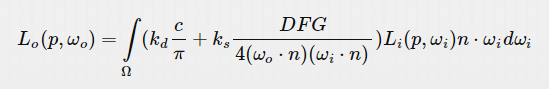 L_o(p, ω_o) = ∫_Ω (k_d c/π + k_s DFG/4(ω_o · n)(ω_i · n))L_i(p, ω_i)n · ω_i dω_i